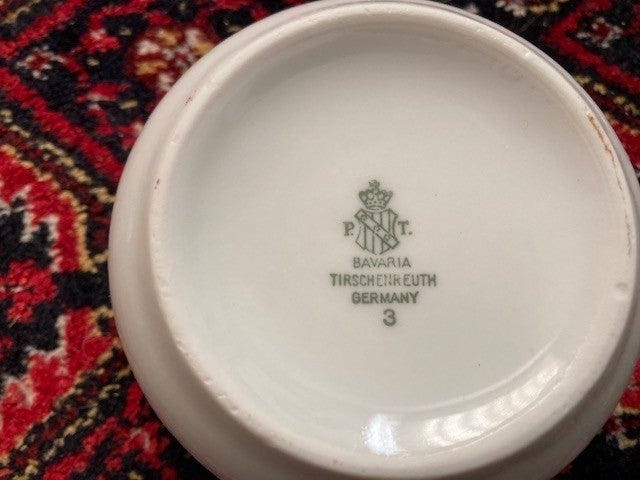 P. T.
BAVARIA
TIRSCHENREUTH
GERMANY
3